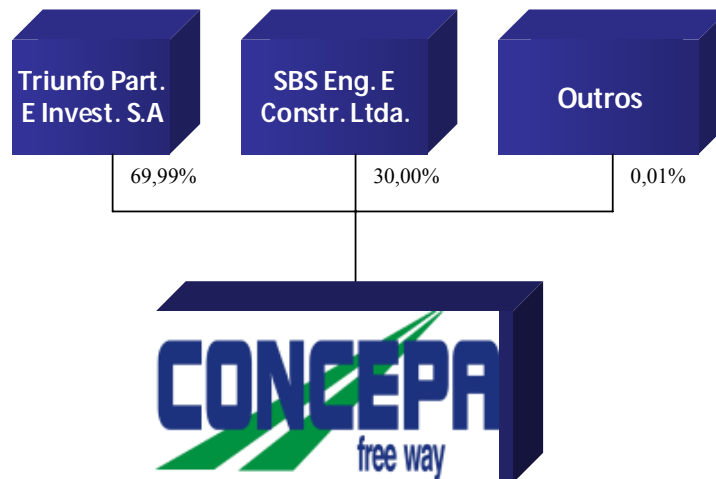 Triunfo Part.
E Invest. S.A
SBS Eng. E
Constr. Ltda.
Outros
69,99%
30,00%
0,01%
CONCEPA
free way